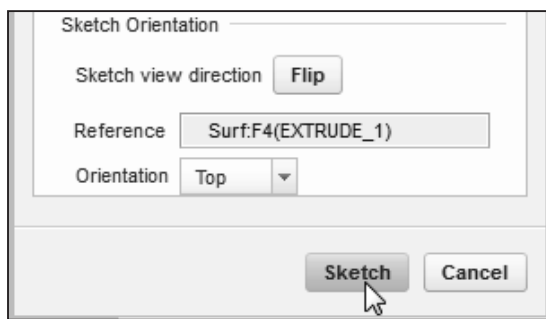 Sketch Orientation
Sketch view direction Flip
Reference Surf:F4(EXTRUDE_1)
Orientation Top
Sketch Cancel